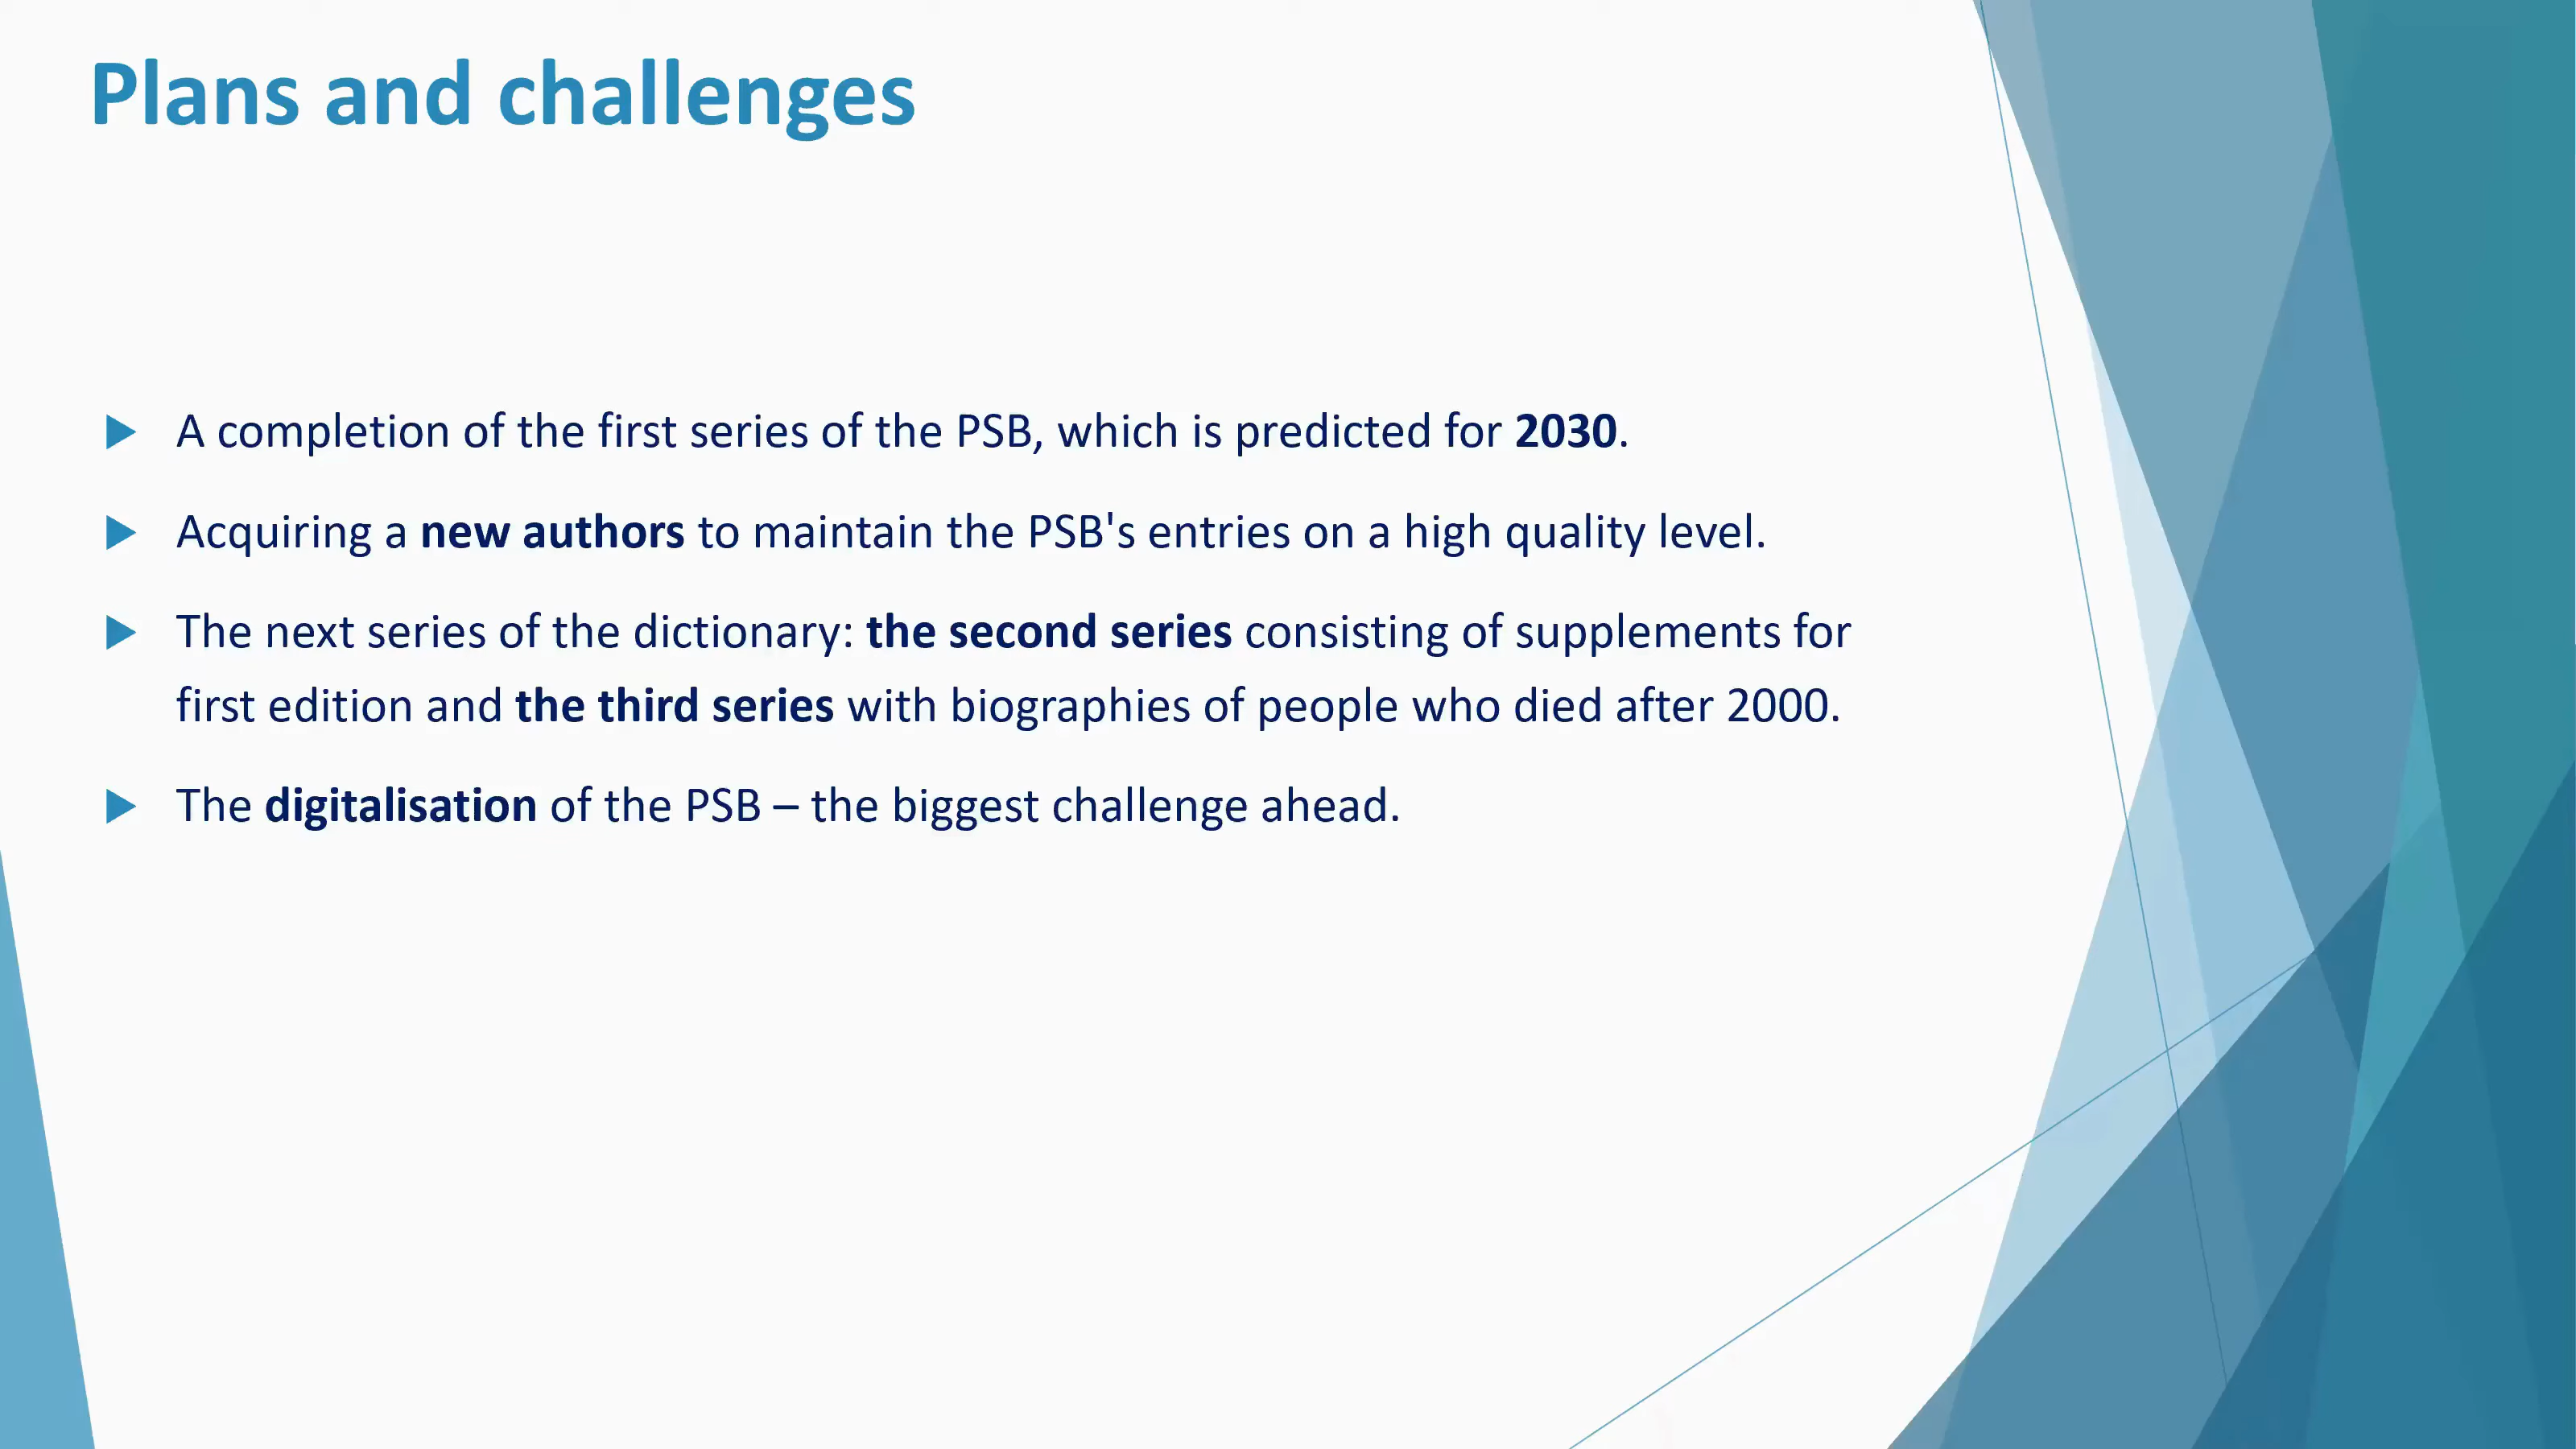 Plans and challenges
A completion of the first series of the PSB, which is predicted for 2030.
Acquiring a new authors to maintain the PSB's entries on a high quality level.
The next series of the dictionary: the second series consisting of supplements for
first edition and the third series with biographies of people who died after 2000.
The digitalisation of the PSB – the biggest challenge ahead.